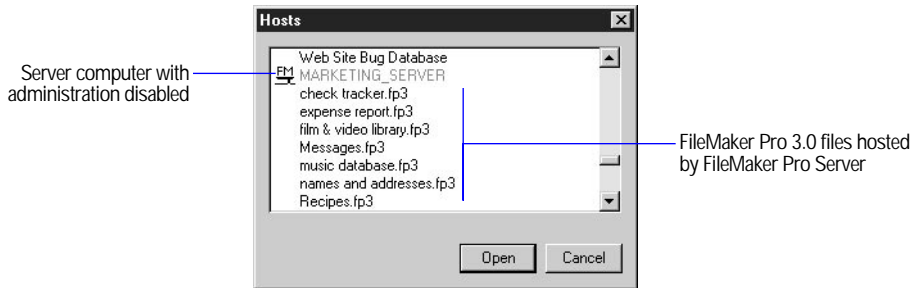 Hosts
Web Site Bug Database
FM MARKETING_SERVER
check tracker.fp3
expense report.fp3
film & video library.fp3
Messages.fp3
music database.fp3
names and addresses.fp3
Recipes.fp3
Open Cancel
Server computer with
administration disabled
FileMaker Pro 3.0 files hosted
by FileMaker Pro Server